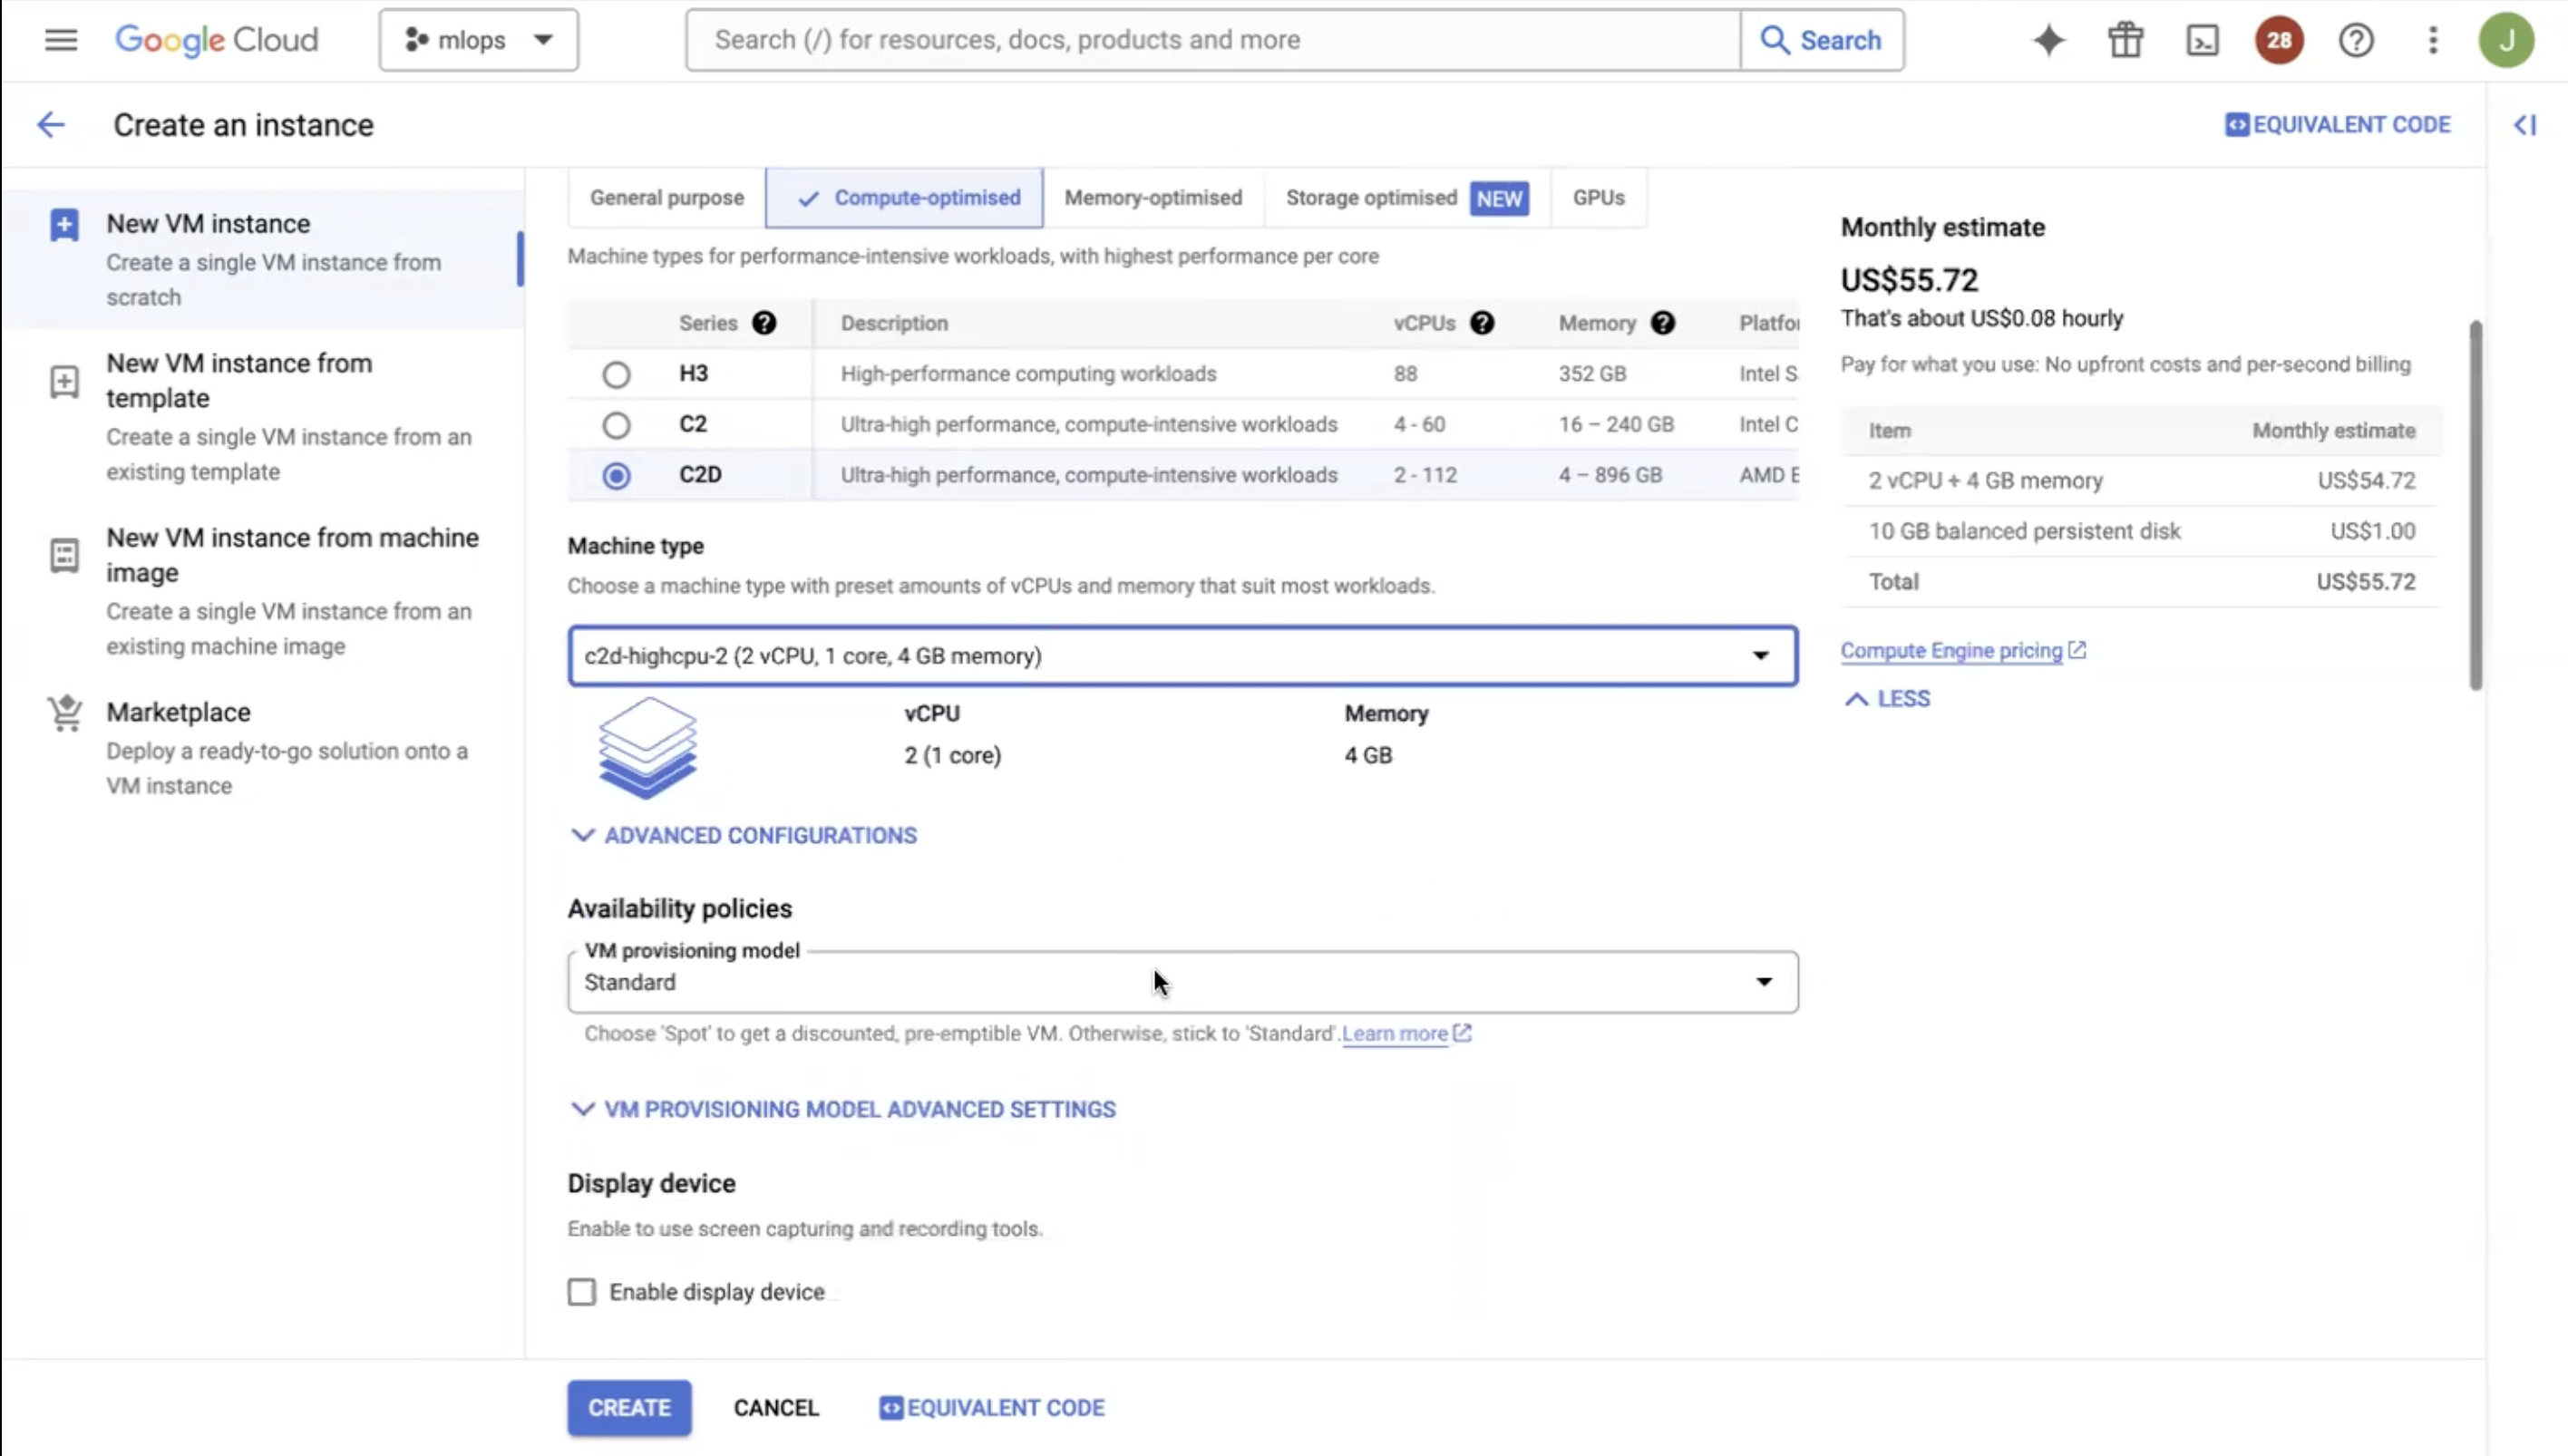 Google Cloud
mlops
Search (/) for resources, docs, products and more
Search
28
J
Create an instance
EQUIVALENT CODE
New VM instance
Create a single VM instance from
scratch
New VM instance from
template
Create a single VM instance from an
existing template
New VM instance from machine
image
Create a single VM instance from an
existing machine image
Marketplace
Deploy a ready-to-go solution onto a
VM instance
General purpose
Compute-optimised
Memory-optimised
Storage optimised NEW
GPUs
Machine types for performance-intensive workloads, with highest performance per core
Series Description vCPUs Memory Platfor
H3 High-performance computing workloads 88 352 GB Intel S
C2 Ultra-high performance, compute-intensive workloads 4 - 60 16 – 240 GB Intel C
C2D Ultra-high performance, compute-intensive workloads 2 - 112 4 – 896 GB AMD E
Machine type
Choose a machine type with preset amounts of vCPUs and memory that suit most workloads.
c2d-highcpu-2 (2 vCPU, 1 core, 4 GB memory)
vCPU Memory
2 (1 core) 4 GB
ADVANCED CONFIGURATIONS
Availability policies
VM provisioning model
Standard
Choose 'Spot' to get a discounted, pre-emptible VM. Otherwise, stick to 'Standard'.Learn more
VM PROVISIONING MODEL ADVANCED SETTINGS
Display device
Enable to use screen capturing and recording tools.
Enable display device
CREATE
CANCEL
EQUIVALENT CODE
Monthly estimate
US$55.72
That's about US$0.08 hourly
Pay for what you use: No upfront costs and per-second billing
Item Monthly estimate
2 vCPU + 4 GB memory US$54.72
10 GB balanced persistent disk US$1.00
Total US$55.72
Compute Engine pricing
LESS